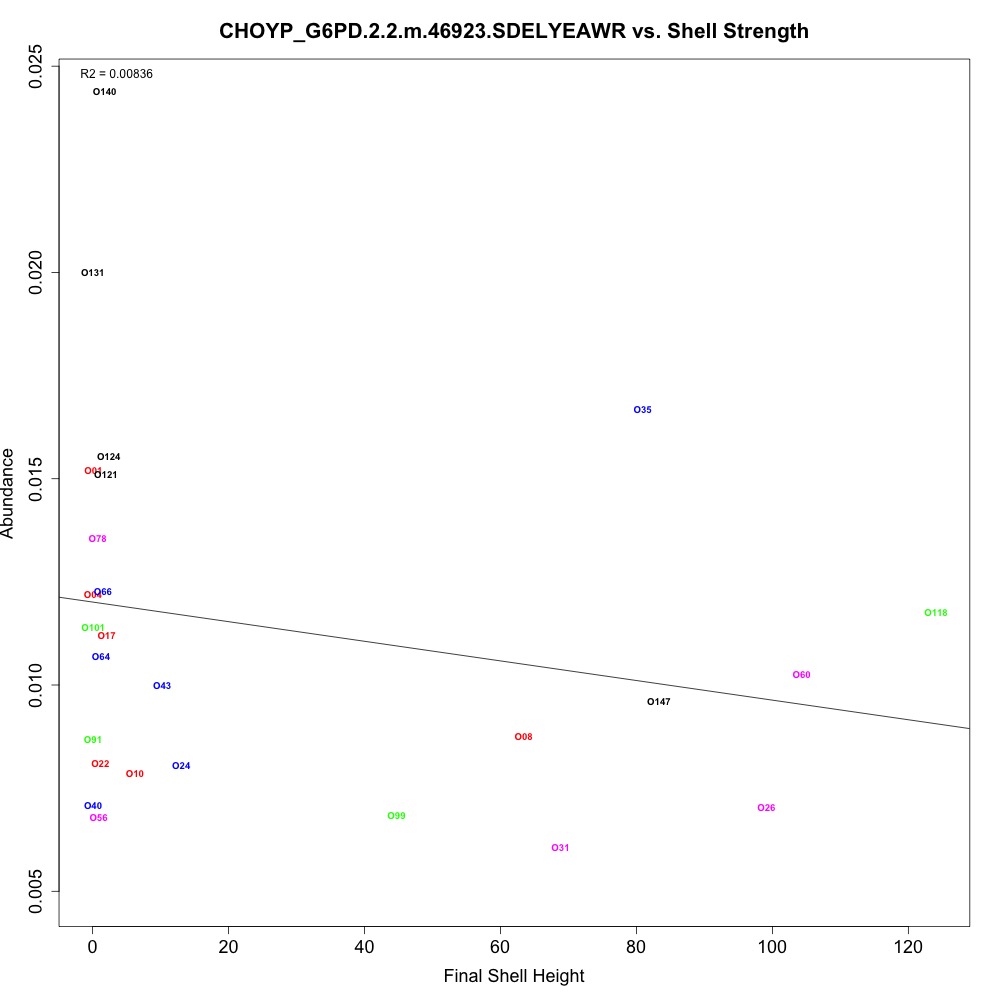 CHOYP_G6PD.2.2.m.46923.SDELYEAWR vs. Shell Strength
R2 = 0.00836
O140
O131
O35
O124
O01
O121
O78
O66
O04
O118
O101
O17
O64
O60
O43
O147
O08
O91
O22
O24
O10
O40
O26
O99
O56
O31
Abundance
0.025
0.020
0.015
0.010
0.005
0 20 40 60 80 100 120
Final Shell Height